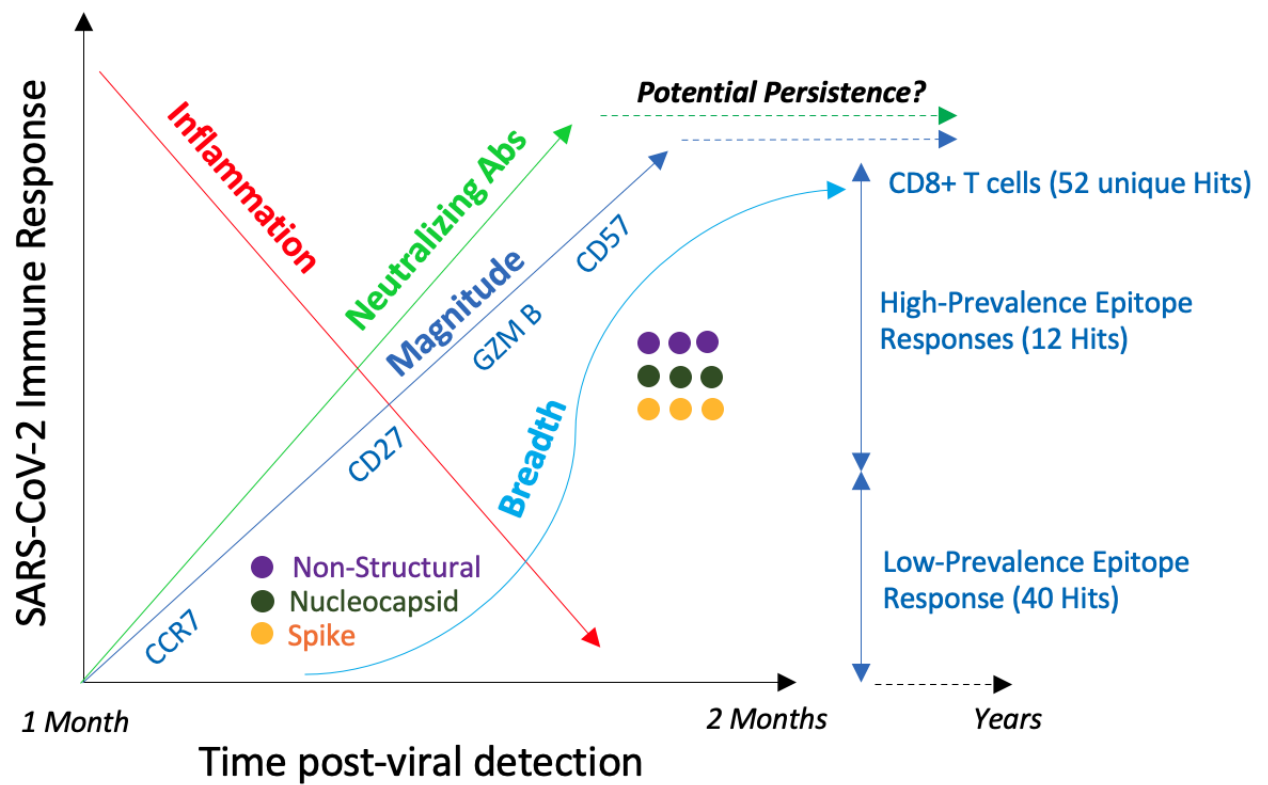 SARS-CoV-2 Immune Response
Potential Persistence?
Inflammation
Neutralizing Abs
Magnitude
CD57
GZM B
CD27
CCR7
Breadth
CD8+ T cells (52 unique Hits)
High-Prevalence Epitope
Responses (12 Hits)
Low-Prevalence Epitope
Response (40 Hits)
Non-Structural
Nucleocapsid
Spike
1 Month
2 Months
Years
Time post-viral detection